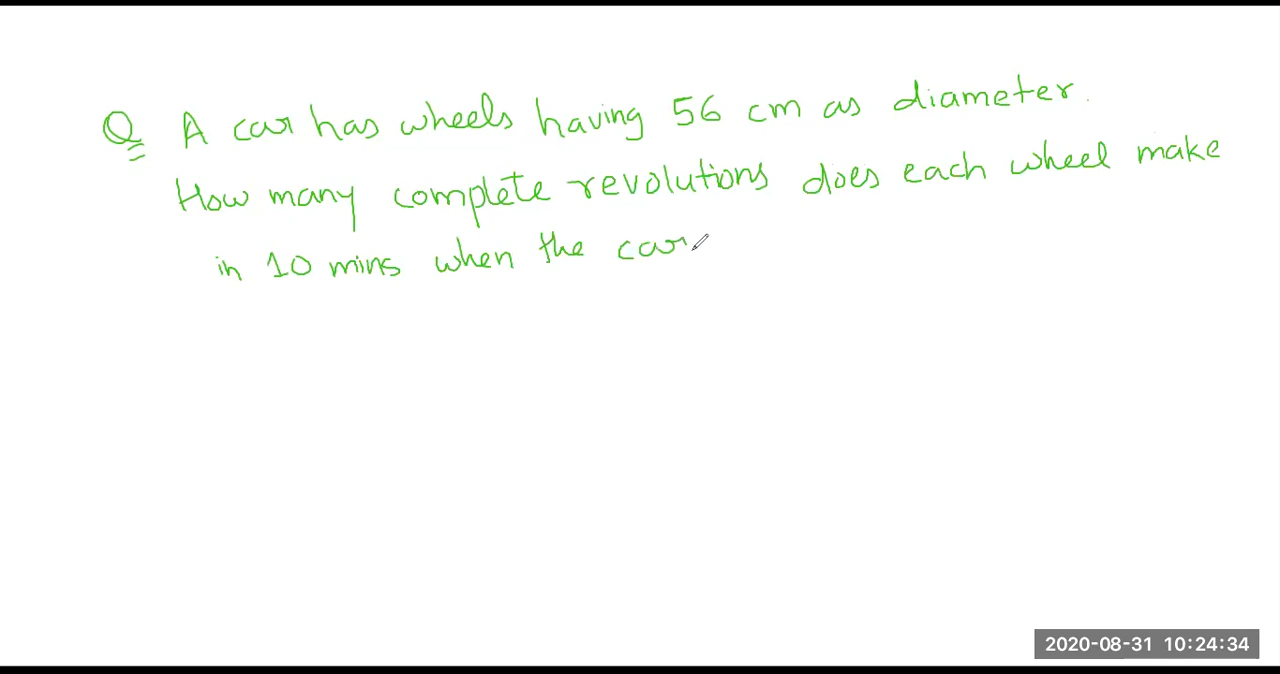 Q A car has wheels having 56 cm as diameter.
How many complete revolutions does each wheel make
in 10 mins when the car
2020-08-31 10:24:34